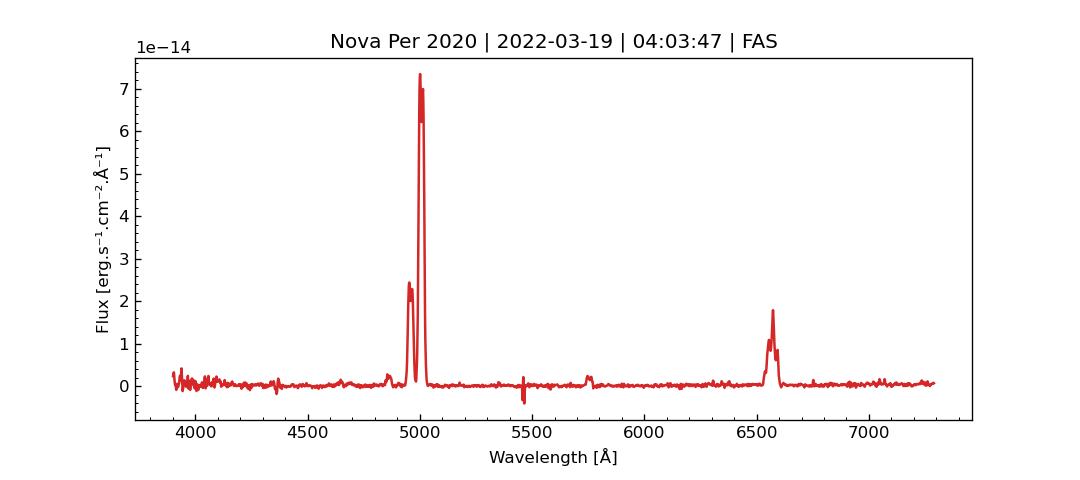 Nova Per 2020 | 2022-03-19 | 04:03:47 | FAS
1e−14
7
6
5
4
3
2
1
0
Flux [erg.s⁻¹.cm⁻².Å⁻¹]
4000 4500 5000 5500 6000 6500 7000
Wavelength [Å]